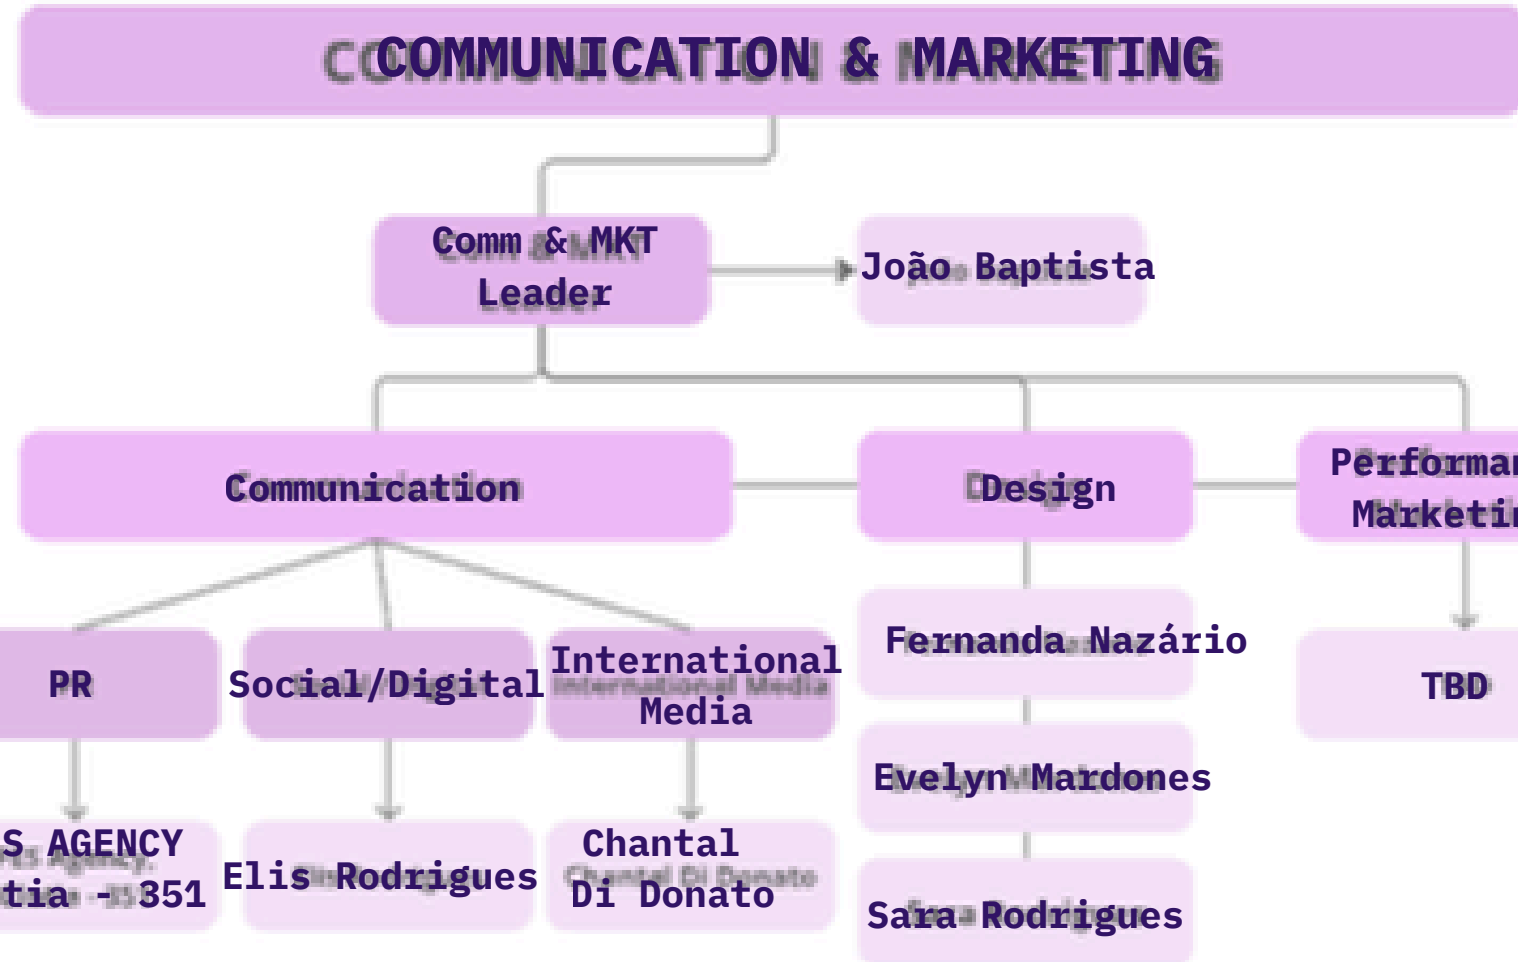 COMMUNICATION & MARKETING
Comm & MKT
Leader
João Baptista
Communication
Design
Performan
Marketin
PR
Social/Digital
International
Media
Fernanda Nazário
TBD
Evelyn Mardones
S AGENCY
tia - 351
Elis Rodrigues
Chantal
Di Donato
Sara Rodrigues